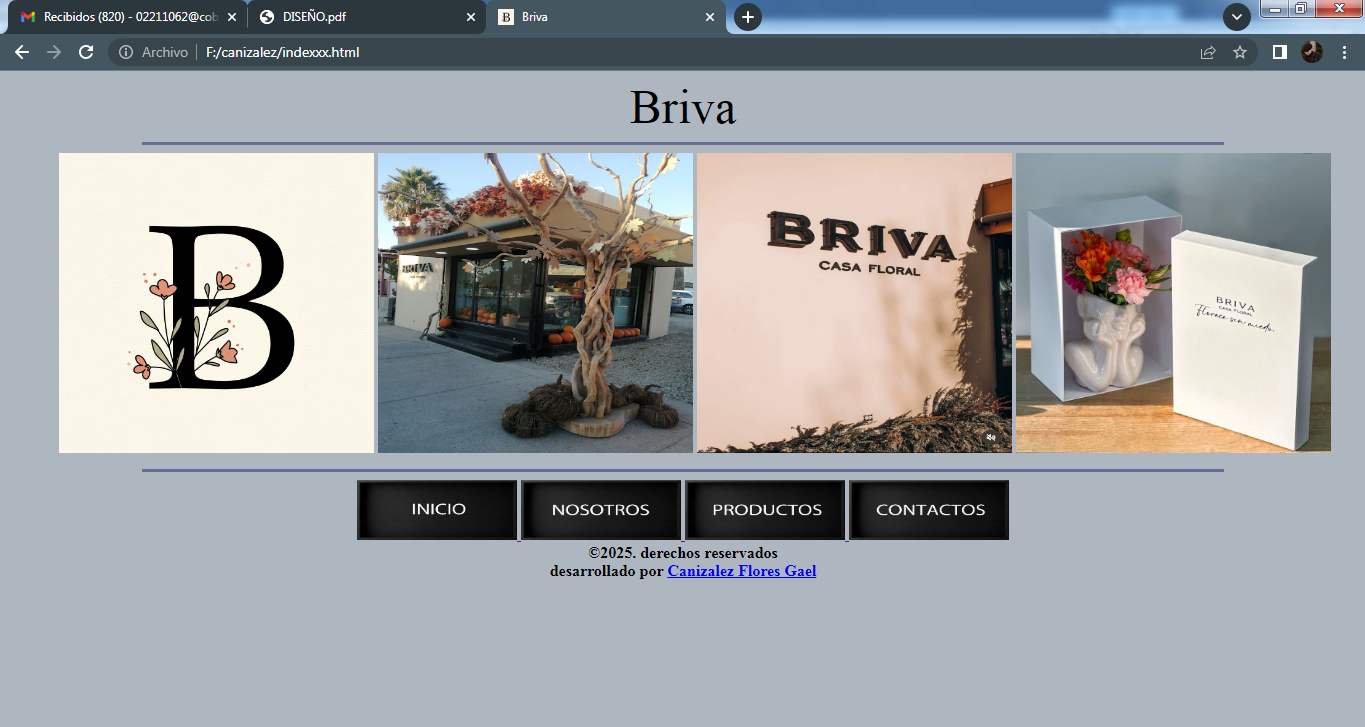 Recibidos (820) - 02211062@cob
DISEÑO.pdf
Briva
Archivo
F:/canizalez/indexxx.html
Briva
B
BRIVA
BRIVA
CASA FLORAL
BRIVA
CASA FLORAL
Florece sin miedo.
INICIO
NOSOTROS
PRODUCTOS
CONTACTOS
©2025. derechos reservados
desarrollado por Canizalez Flores Gael